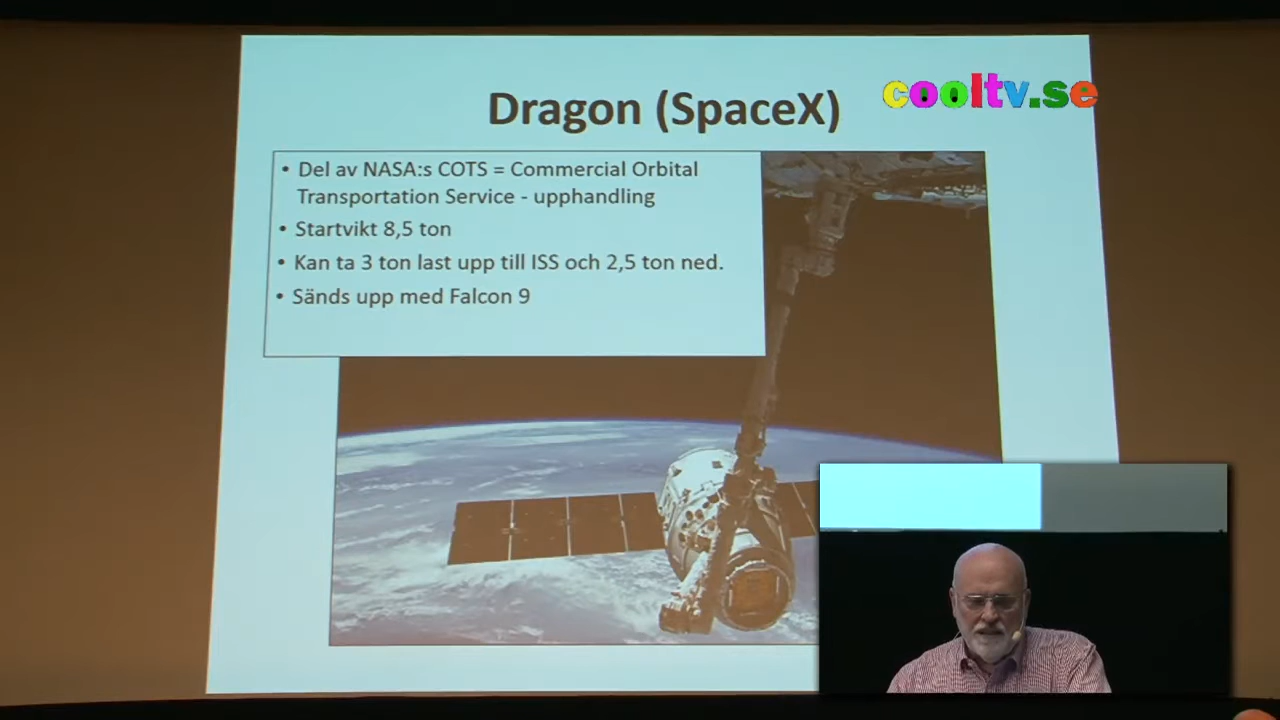 Dragon (SpaceX)
cooltv.se
• Del av NASA:s COTS = Commercial Orbital
Transportation Service - upphandling
• Startvikt 8,5 ton
• Kan ta 3 ton last upp till ISS och 2,5 ton ned.
• Sänds upp med Falcon 9